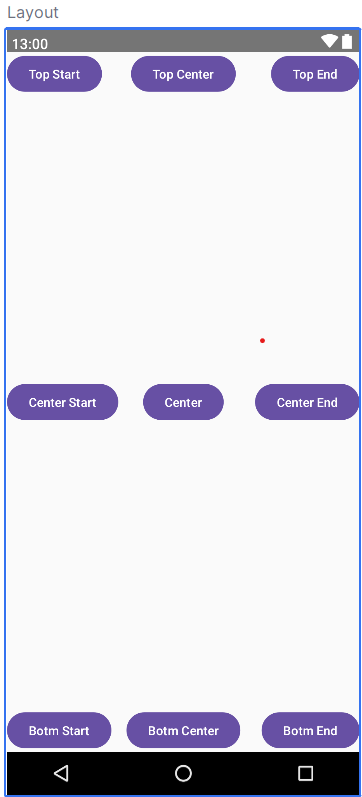 Layout
13:00
Top Start
Top Center
Top End
Center Start
Center
Center End
Botm Start
Botm Center
Botm End